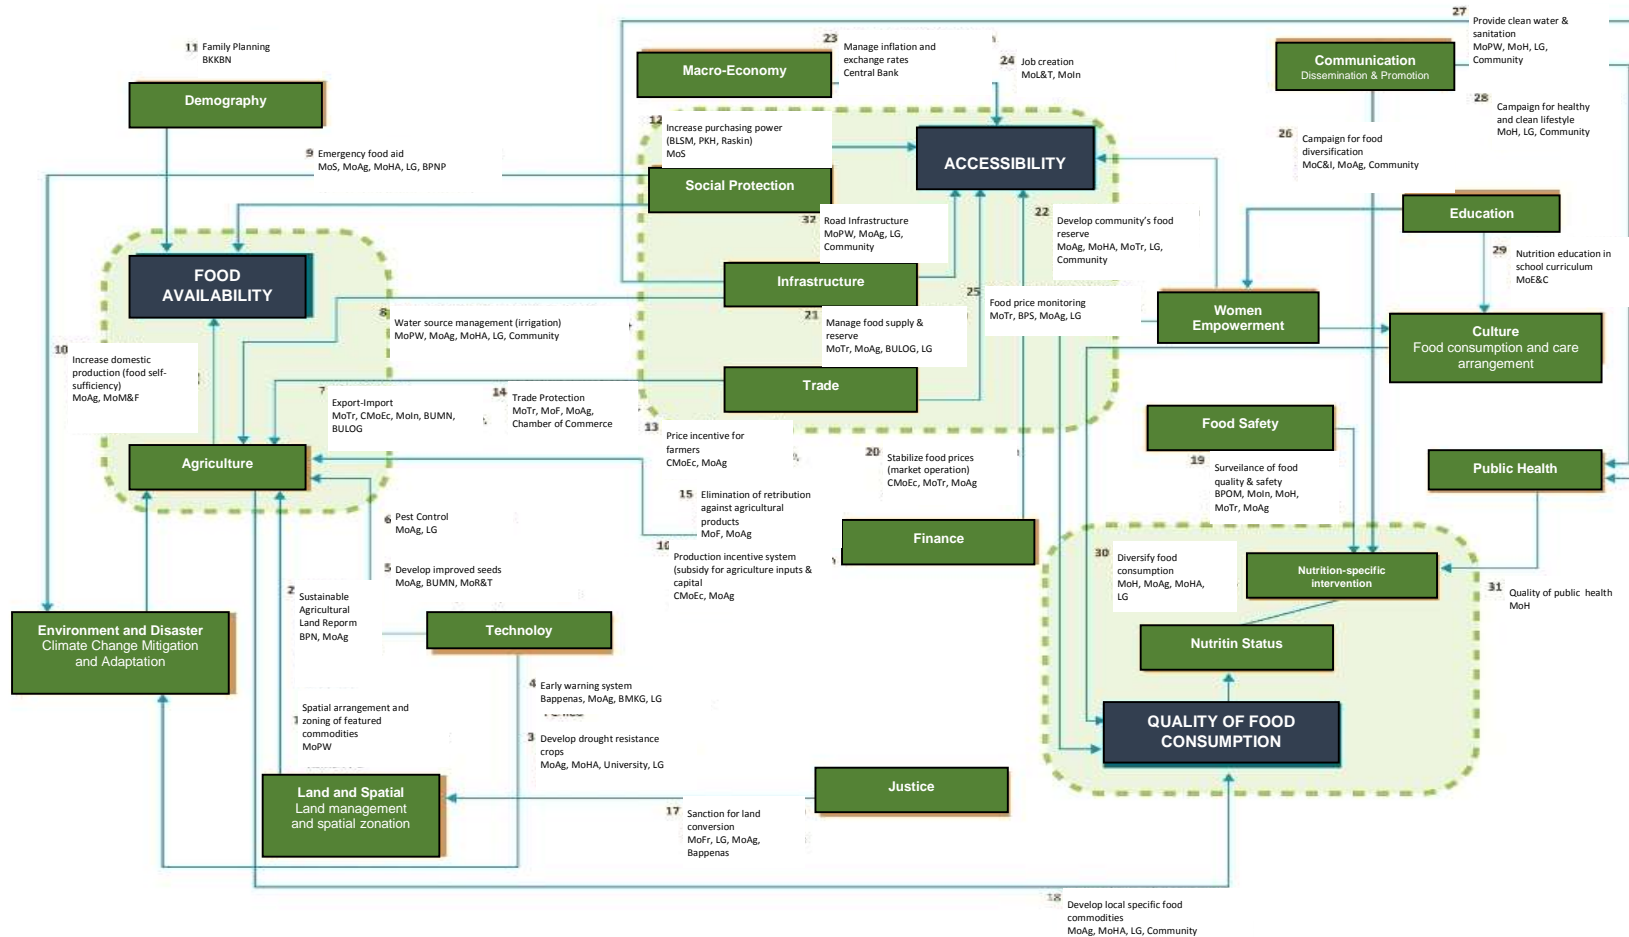 27
Provide clean water &
sanitation
MoPW, MoH, LG,
Community
11 Family Planning
BKKBN
23
Manage inflation and
exchange rates
Central Bank
24 Job creation
MoL&T, MoIn
Macro-Economy
Communication
Dissemination & Promotion
Demography
28
Campaign for healthy
and clean lifestyle
MoH, LG, Community
12
Increase purchasing power
(BLSM, PKH, Raskin)
MoS
26
Campaign for food
diversification
MoC&I, MoAg, Community
9 Emergency food aid
MoS, MoAg, MoHA, LG, BPNP
ACCESSIBILITY
Social Protection
Education
32 Road Infrastructure
MoPW, MoAg, LG,
Community
22
Develop community's food
reserve
MoAg, MoHA, MoTr, LG,
Community
29 Nutrition education in
school curriculum
MoE&C
FOOD
AVAILABILITY
Infrastructure
25
Food price monitoring
MoTr, BPS, MoAg, LG
Women
Empowerment
8
Water source management (irrigation)
MoPW, MoAg, MoHA, LG, Community
21
Manage food supply &
reserve
MoTr, MoAg, BULOG, LG
Culture
Food consumption and care
arrangement
10
Increase domestic
production (food self-
sufficiency)
MoAg, MoM&F
Trade
7
Export-Import
MoTr, CMoEc, MoIn, BUMN,
BULOG
14
Trade Protection
MoTr, MoF, MoAg,
Chamber of Commerce
13
Price incentive for
farmers
CMoEc, MoAg
Food Safety
Agriculture
20
Stabilize food prices
(market operation)
CMoEc, MoTr, MoAg
19
Surveilance of food
quality & safety
BPOM, MoIn, MoH,
MoTr, MoAg
Public Health
15 Elimination of retribution
against agricultural
products
MoF, MoAg
6 Pest Control
MoAg, LG
Finance
Production incentive system
(subsidy for agriculture inputs &
capital
CMoEc, MoAg
30
Diversify food
consumption
MoH, MoAg, MoHA,
LG
Nutrition-specific
intervention
5 Develop improved seeds
MoAg, BUMN, MoR&T
2
Sustainable
Agricultural
Land Reporm
BPN, MoAg
31 Quality of public health
MoH
Environment and Disaster
Climate Change Mitigation
and Adaptation
Technoloy
Nutritin Status
4 Early warning system
Bappenas, MoAg, BMKG, LG
Spatial arrangement and
zoning of featured
commodities
MoPW
3 Develop drought resistance
crops
MoAg, MoHA, University, LG
QUALITY OF FOOD
CONSUMPTION
Land and Spatial
Land management
and spatial zonation
Justice
17 Sanction for land
conversion
MoFr, LG, MoAg,
Bappenas
18
Develop local specific food
commodities
MoAg, MoHA, LG, Community